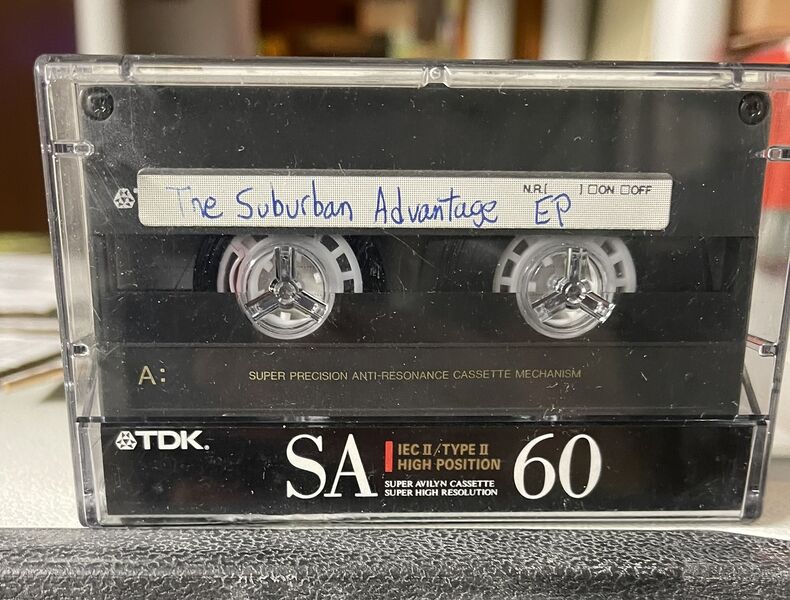 N.R.[ ] □ON □OFF
The Suburban Advantage EP
A: SUPER PRECISION ANTI-RESONANCE CASSETTE MECHANISM
TDK. SA IEC II/TYPE II 60
HIGH POSITION
SUPER AVILYN CASSETTE
SUPER HIGH RESOLUTION